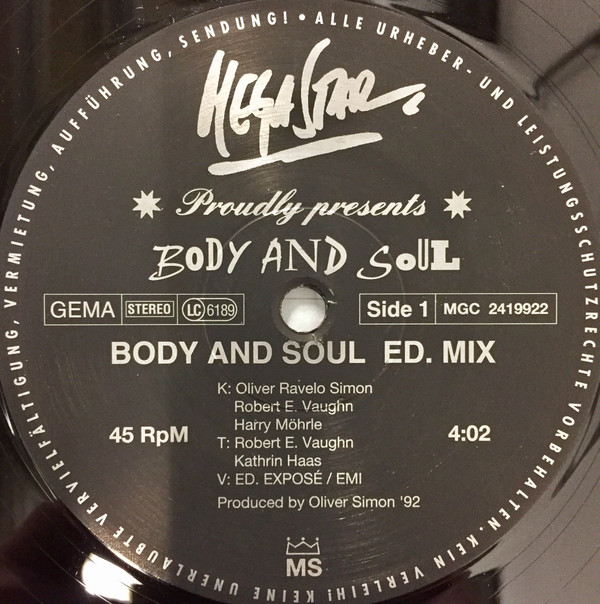 ALLE URHEBER- UND LEISTUNGSSCHUTZRECHTE VORBEHALTEN. KEIN VERLEIH! KEINE UNERLAUBTE VERVIELFÄLTIGUNG, VERMIETUNG, AUFFÜHRUNG, SENDUNG! •
MEGASTAR
Proudly presents
BODY AND SOUL
GEMA STEREO LC 6189 Side 1 MGC 2419922
BODY AND SOUL ED. MIX
K: Oliver Ravelo Simon
Robert E. Vaughn
Harry Möhrle
45 RpM 4:02
T: Robert E. Vaughn
Kathrin Haas
V: ED. EXPOSÉ / EMI
Produced by Oliver Simon '92
MS